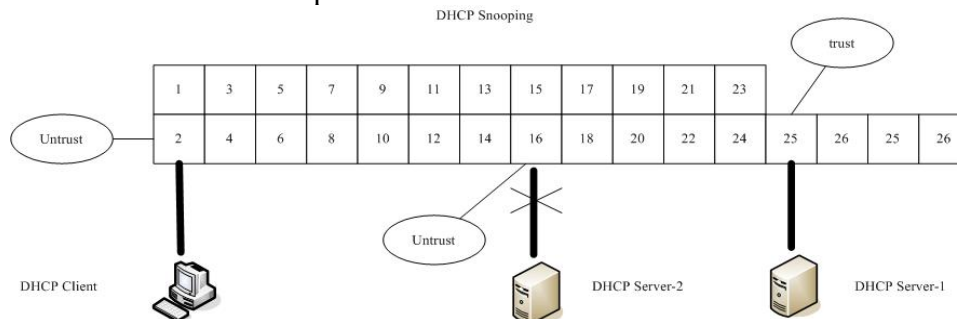 DHCP Snooping
trust
1 3 5 7 9 11 13 15 17 19 21 23
Untrust
2 4 6 8 10 12 14 16 18 20 22 24 25 26 25 26
Untrust
DHCP Client
DHCP Server-2
DHCP Server-1